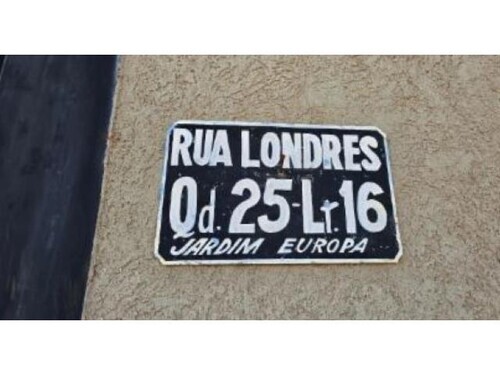 RUA LONDRES
Qd. 25-Lt.16
JARDIM EUROPA